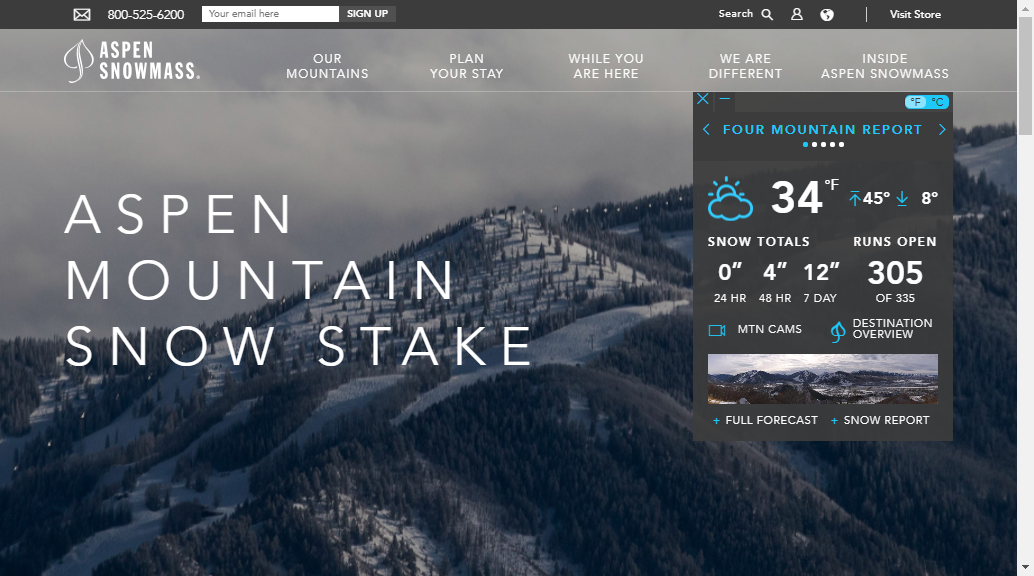 800-525-6200
Your email here
SIGN UP
Search
Visit Store
ASPEN
SNOWMASS.
OUR
MOUNTAINS
PLAN
YOUR STAY
WHILE YOU
ARE HERE
WE ARE
DIFFERENT
INSIDE
ASPEN SNOWMASS
°F °C
FOUR MOUNTAIN REPORT
ASPEN
MOUNTAIN
SNOW STAKE
34 °F 45° 8°
SNOW TOTALS RUNS OPEN
0” 4” 12” 305
24 HR 48 HR 7 DAY OF 335
MTN CAMS
DESTINATION
OVERVIEW
+ FULL FORECAST + SNOW REPORT